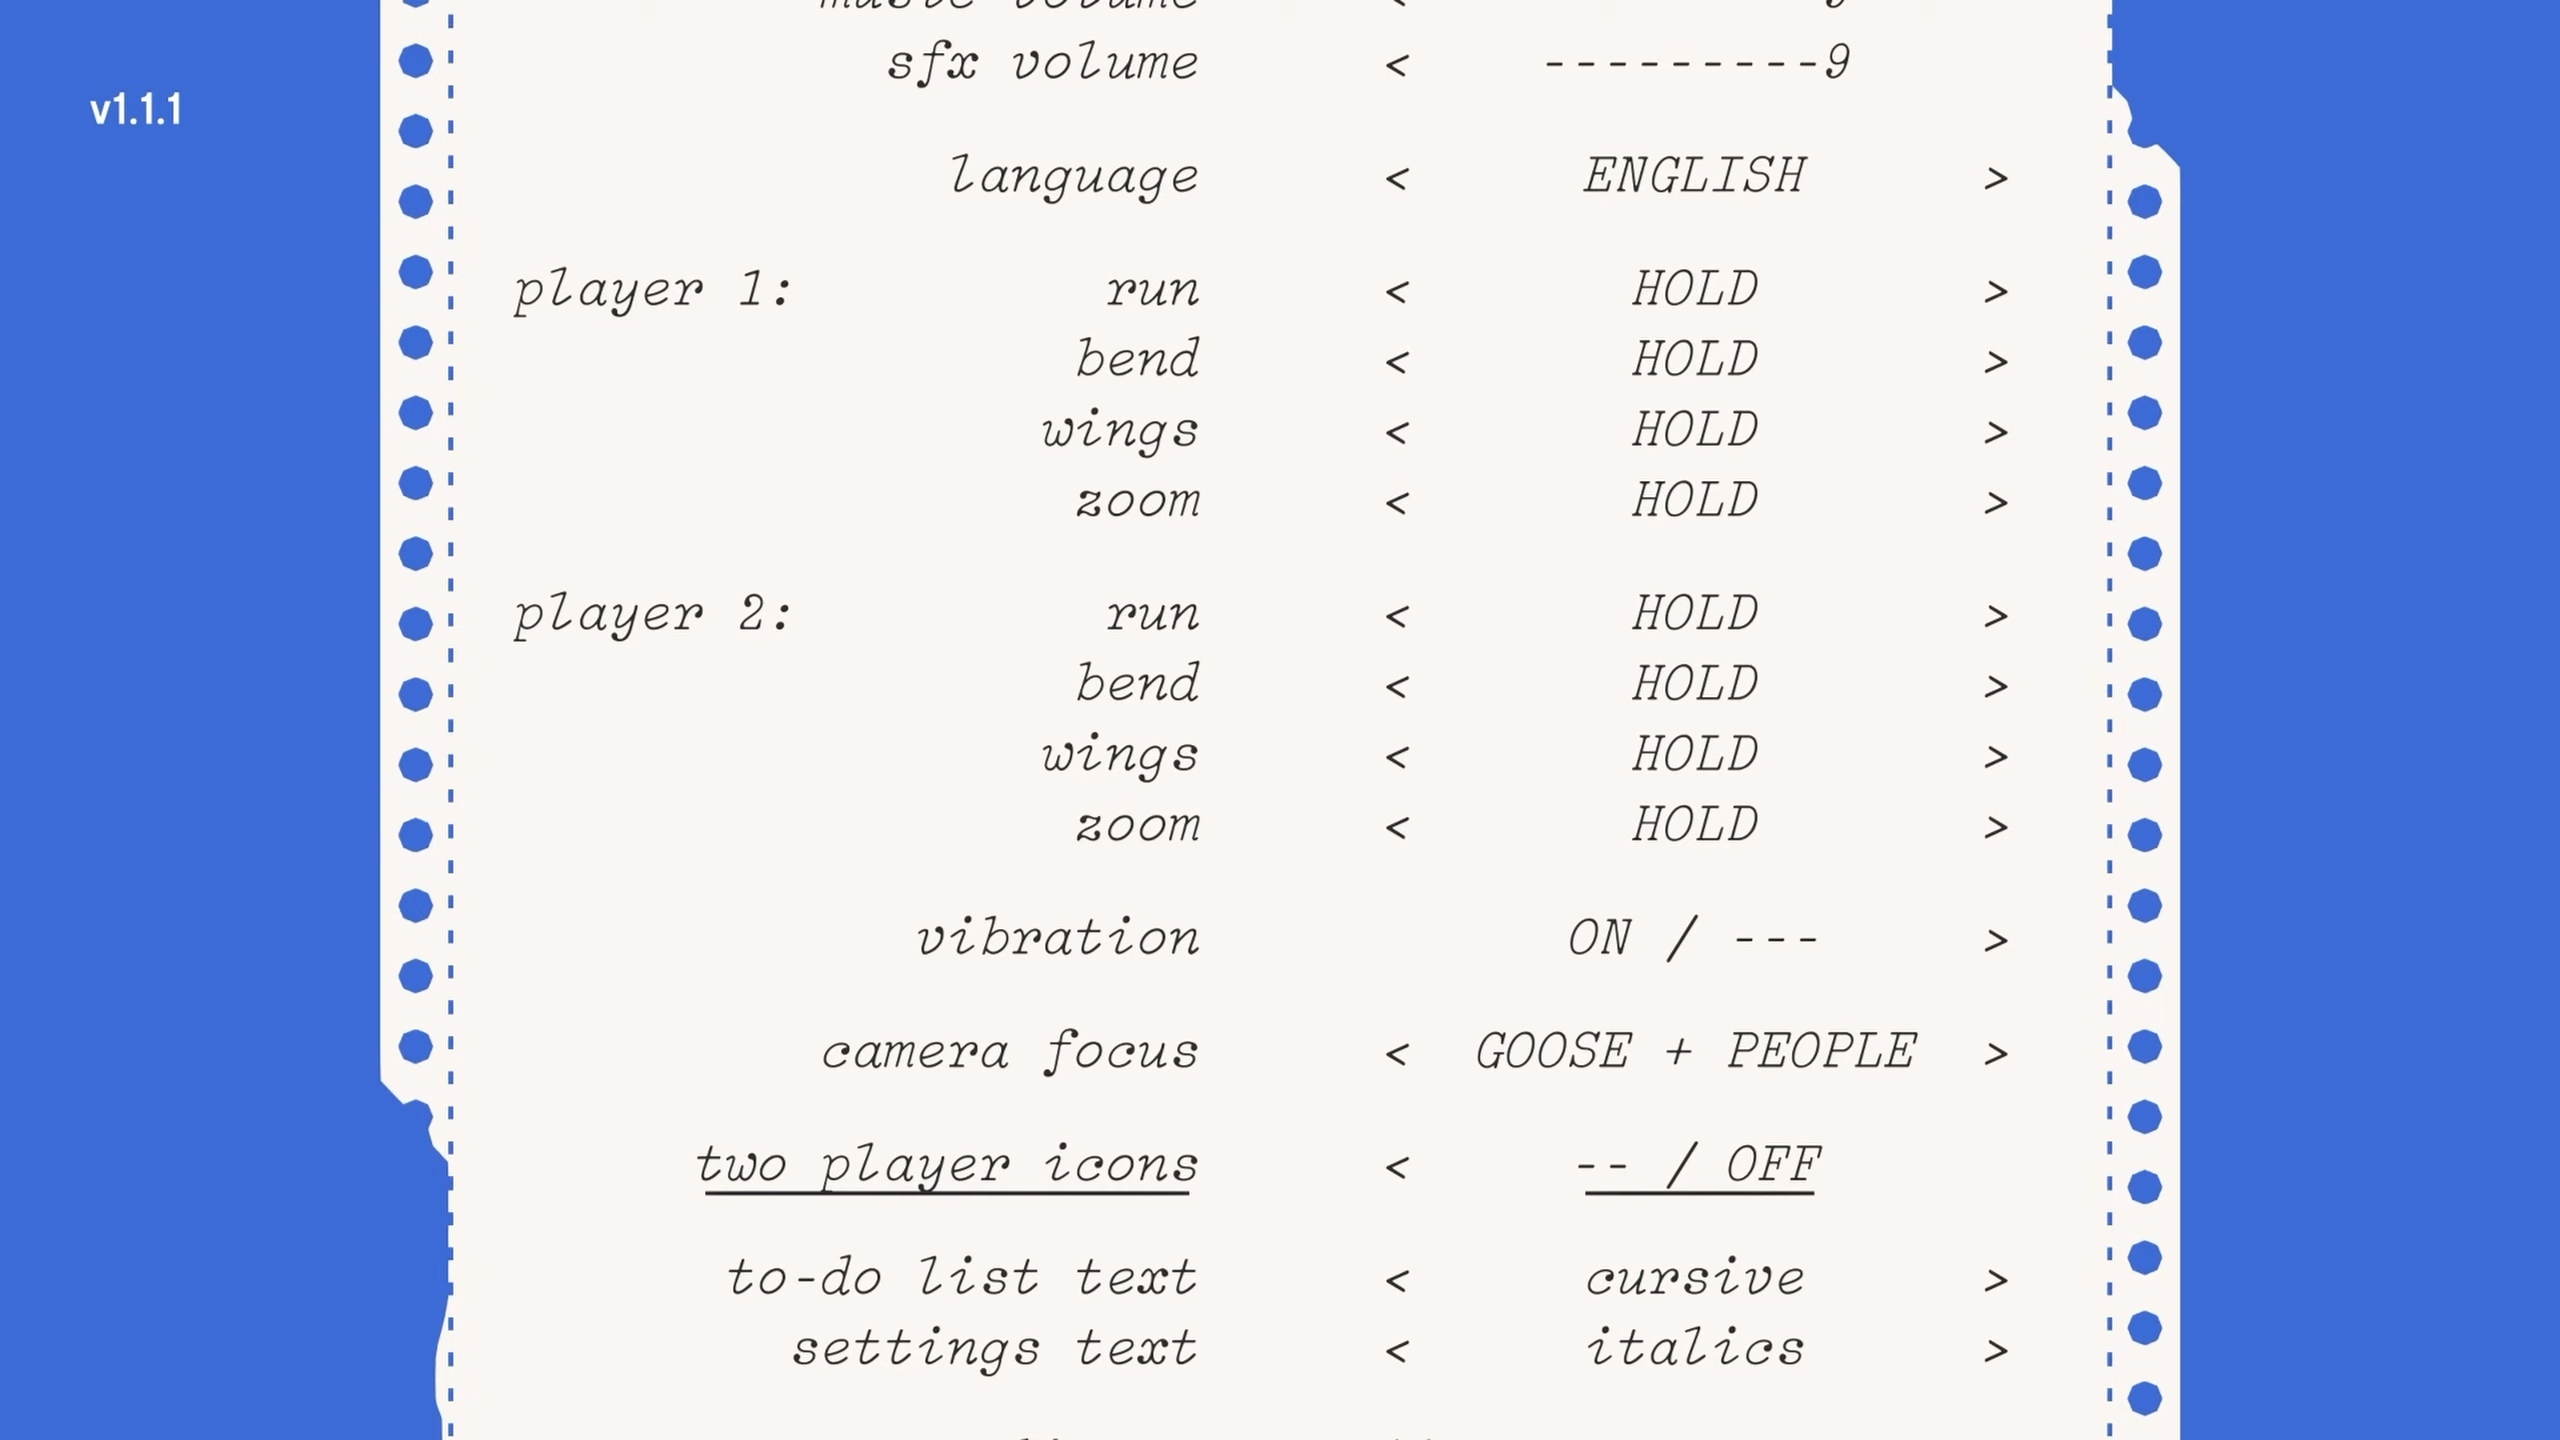 sfx volume < ---------9
v1.1.1
language < ENGLISH >
player 1: run < HOLD >
bend < HOLD >
wings < HOLD >
zoom < HOLD >
player 2: run < HOLD >
bend < HOLD >
wings < HOLD >
zoom < HOLD >
vibration ON / --- >
camera focus < GOOSE + PEOPLE >
two player icons < -- / OFF
to-do list text < cursive >
settings text < italics >